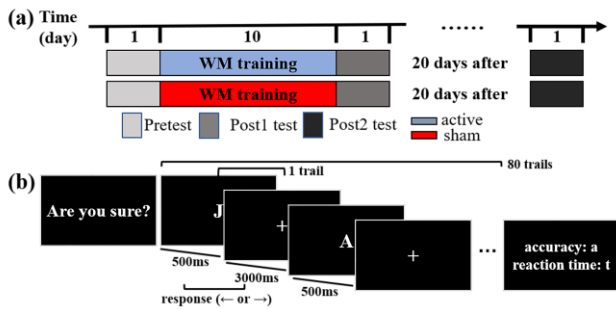 (a) Time (day)
1 10 1 ...... 1
WM training 20 days after
WM training 20 days after
Pretest Post1 test Post2 test active
sham
(b)
1 trail 80 trails
Are you sure? J + A + ... accuracy: a
reaction time: t
500ms
3000ms
500ms
response (← or →)